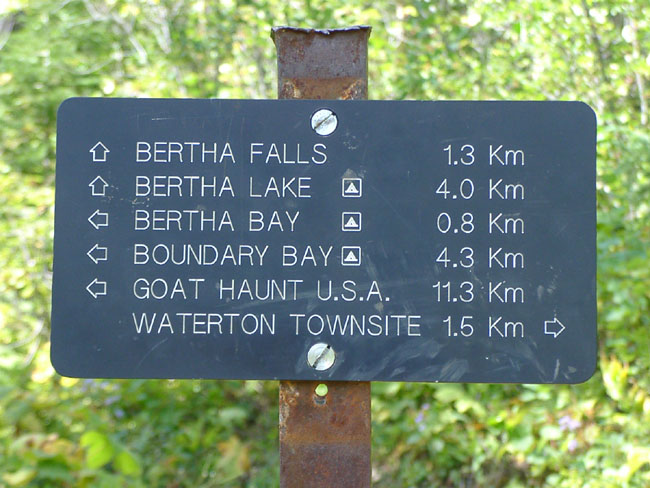 BERTHA FALLS 1.3 Km
BERTHA LAKE 4.0 Km
BERTHA BAY 0.8 Km
BOUNDARY BAY 4.3 Km
GOAT HAUNT U.S.A. 11.3 Km
WATERTON TOWNSITE 1.5 Km